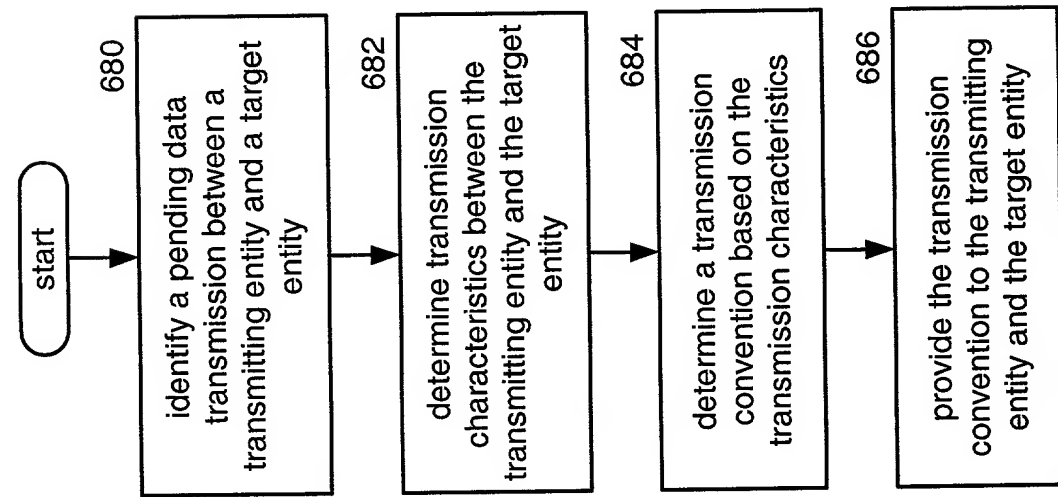 start
680
identify a pending data
transmission between a
transmitting entity and a target
entity
682
determine transmission
characteristics between the
transmitting entity and the target
entity
684
determine a transmission
convention based on the
transmission characteristics
686
provide the transmission
convention to the transmitting
entity and the target entity